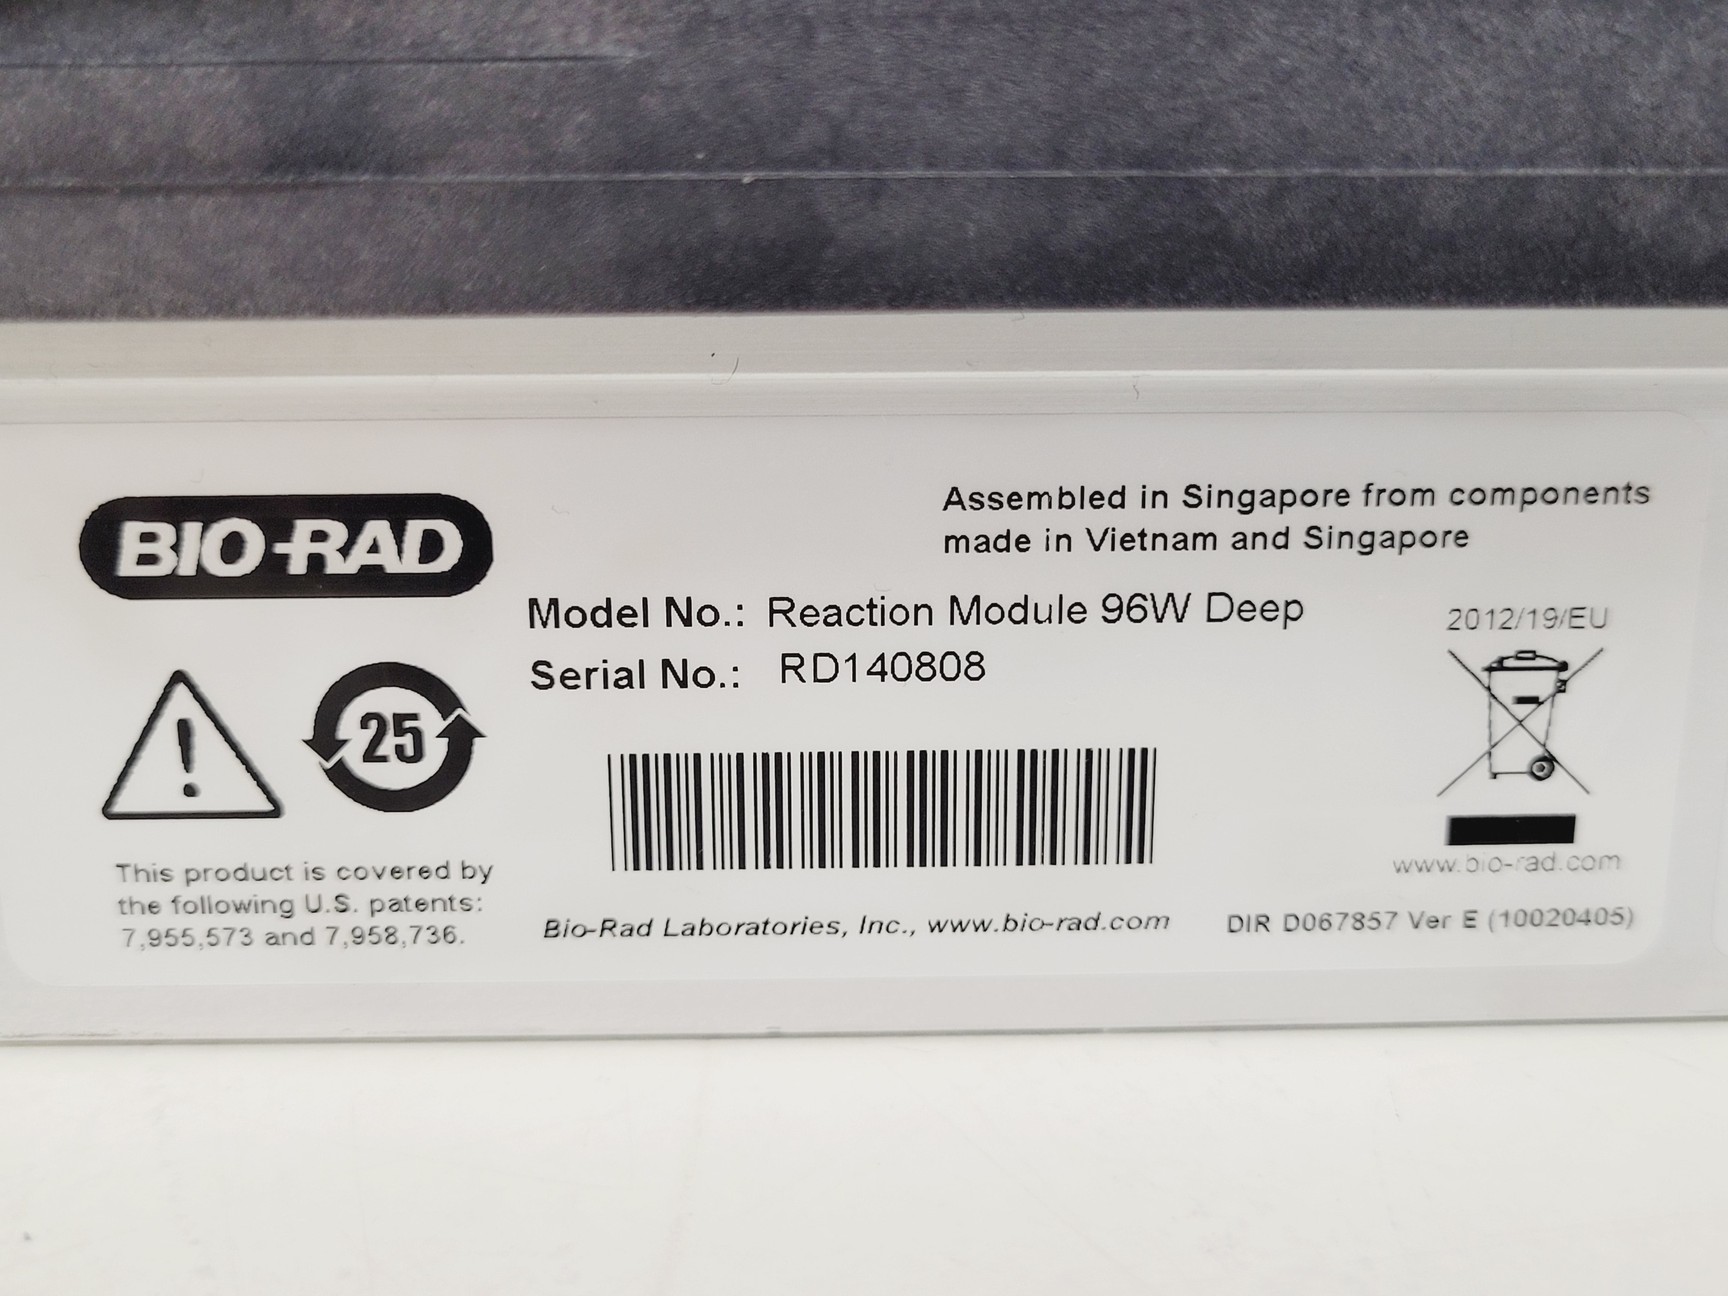 BIO-RAD
Assembled in Singapore from components
made in Vietnam and Singapore
Model No.: Reaction Module 96W Deep
Serial No.: RD140808
2012/19/EU
25
www.bio-rad.com
This product is covered by
the following U.S. patents:
7,955,573 and 7,958,736.
Bio-Rad Laboratories, Inc., www.bio-rad.com
DIR D067857 Ver E (10020405)